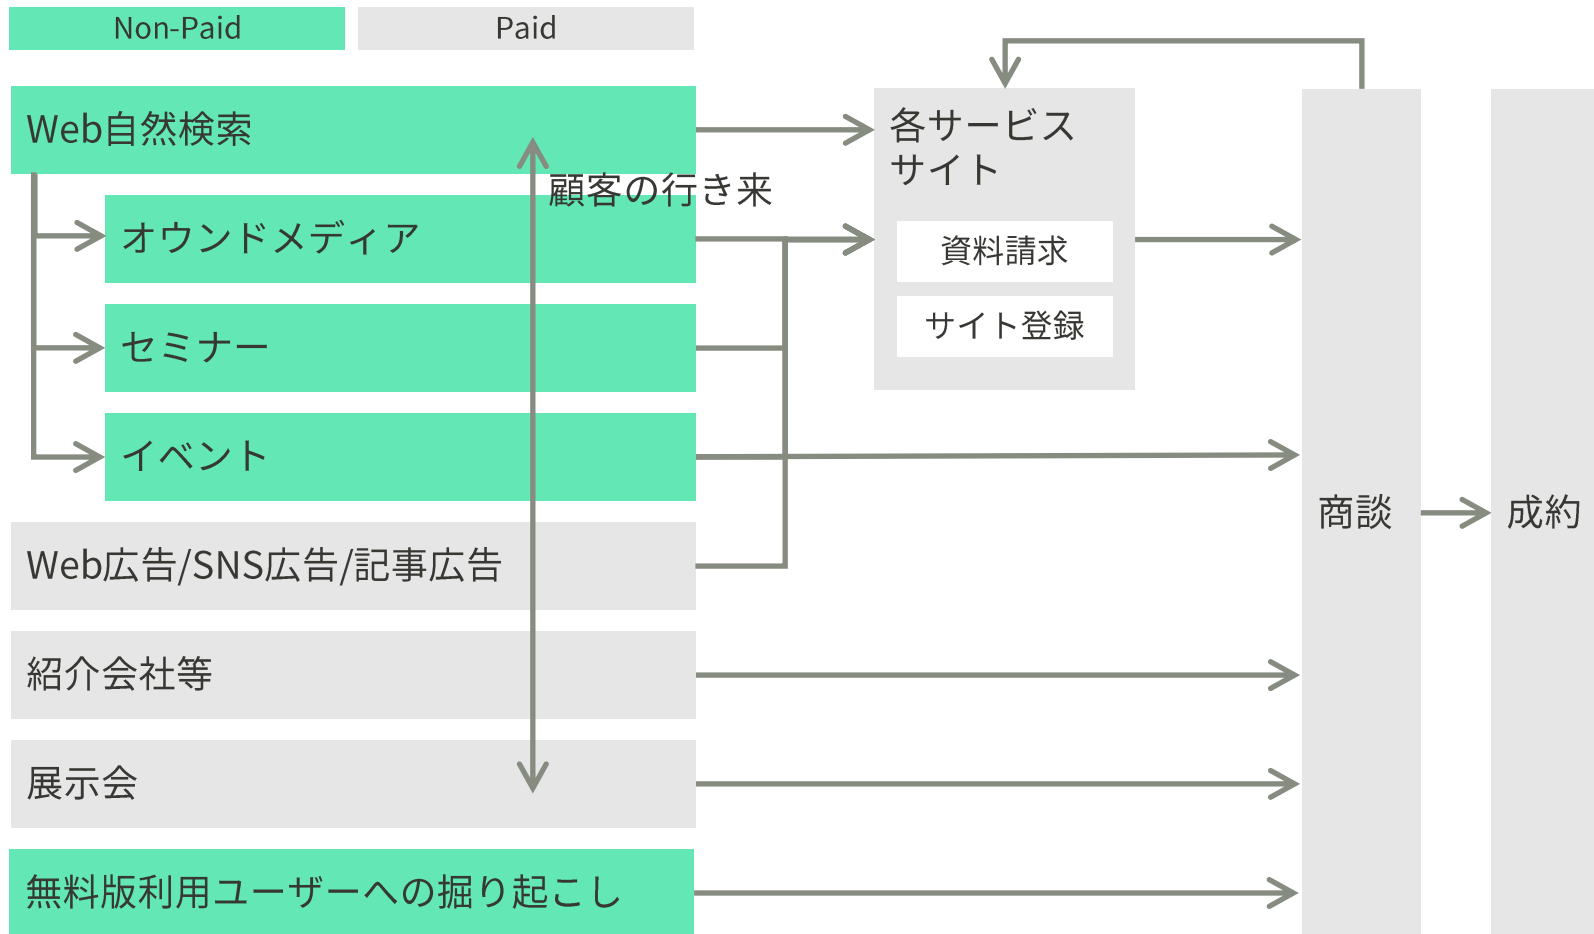 Non-Paid
Paid
Web自然検索
顧客の行き来
オウンドメディア
セミナー
イベント
Web広告/SNS広告/記事広告
紹介会社等
展示会
無料版利用ユーザーへの掘り起こし
各サービス
サイト
資料請求
サイト登録
商談
成約